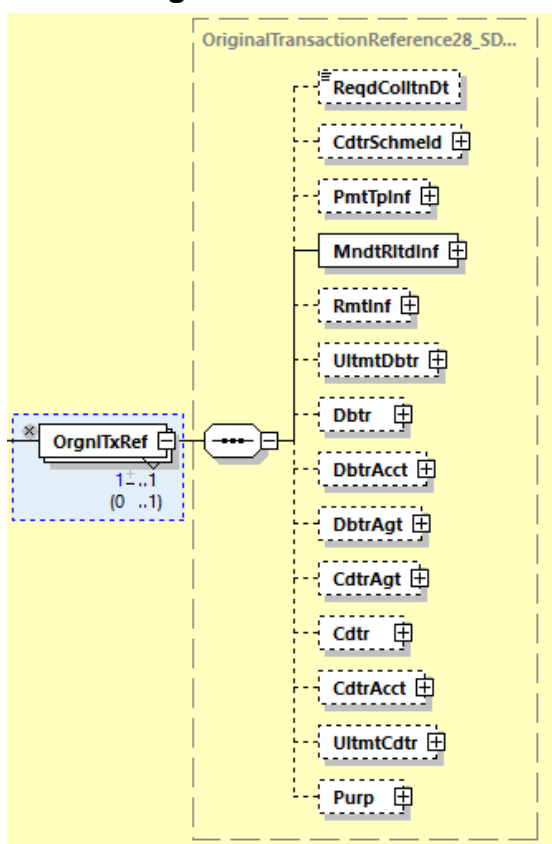 OriginalTransactionReference28_SD...
ReqdColltnDt
CdtrSchmeId
PmtTpInf
MndtRltdInf
RmtInf
UltmtDbtr
Dbtr
OrgnlTxRef
1..1
(0 ..1)
DbtrAcct
DbtrAgt
CdtrAgt
Cdtr
CdtrAcct
UltmtCdtr
Purp